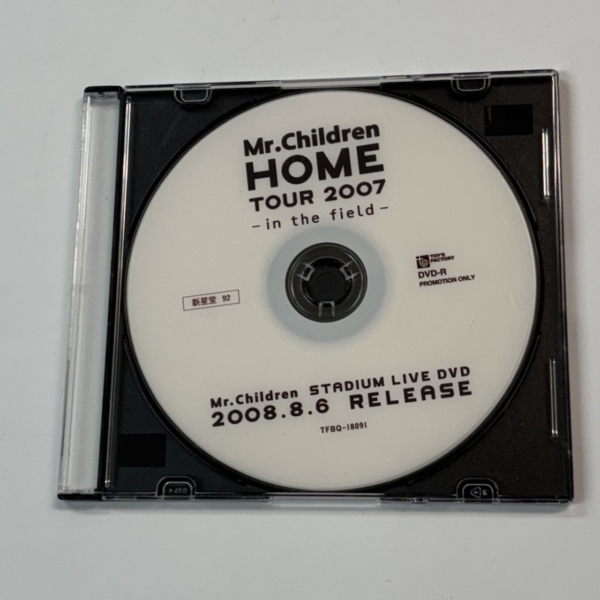 Mr.Children
HOME
TOUR 2007
-in the field-
TOY'S
FACTORY
DVD-R
PROMOTION ONLY
新星堂 92
Mr.Children STADIUM LIVE DVD
2008.8.6 RELEASE
TFBQ-18091